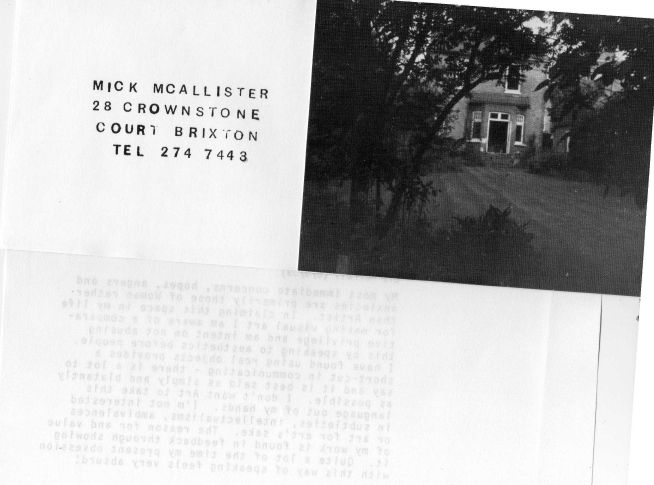 MICK MCALLISTER
28 CROWNSTONE
COURT BRIXTON
TEL 274 7443
My most immediate concerns, hopes, angers and
anxieties are primarily those of Woman rather
than Artist. In claiming this space in my life
for making visual art I am aware of a compara-
tive privilege and am intent on not abusing
this by speaking to aesthetics before people.
I have found using real objects provides a
short-cut in communicating - there is a lot to
say and it is best said as simply and blatantly
as possible. I don't want art to take this
language out of my hands. I'm not interested
in subtleties, intellectualisms, ambivalences
or art for art's sake. The reason for and value
of my work is found in feedback through showing
it. Quite a lot of the time my present obsession
with this way of speaking feels very absurd!